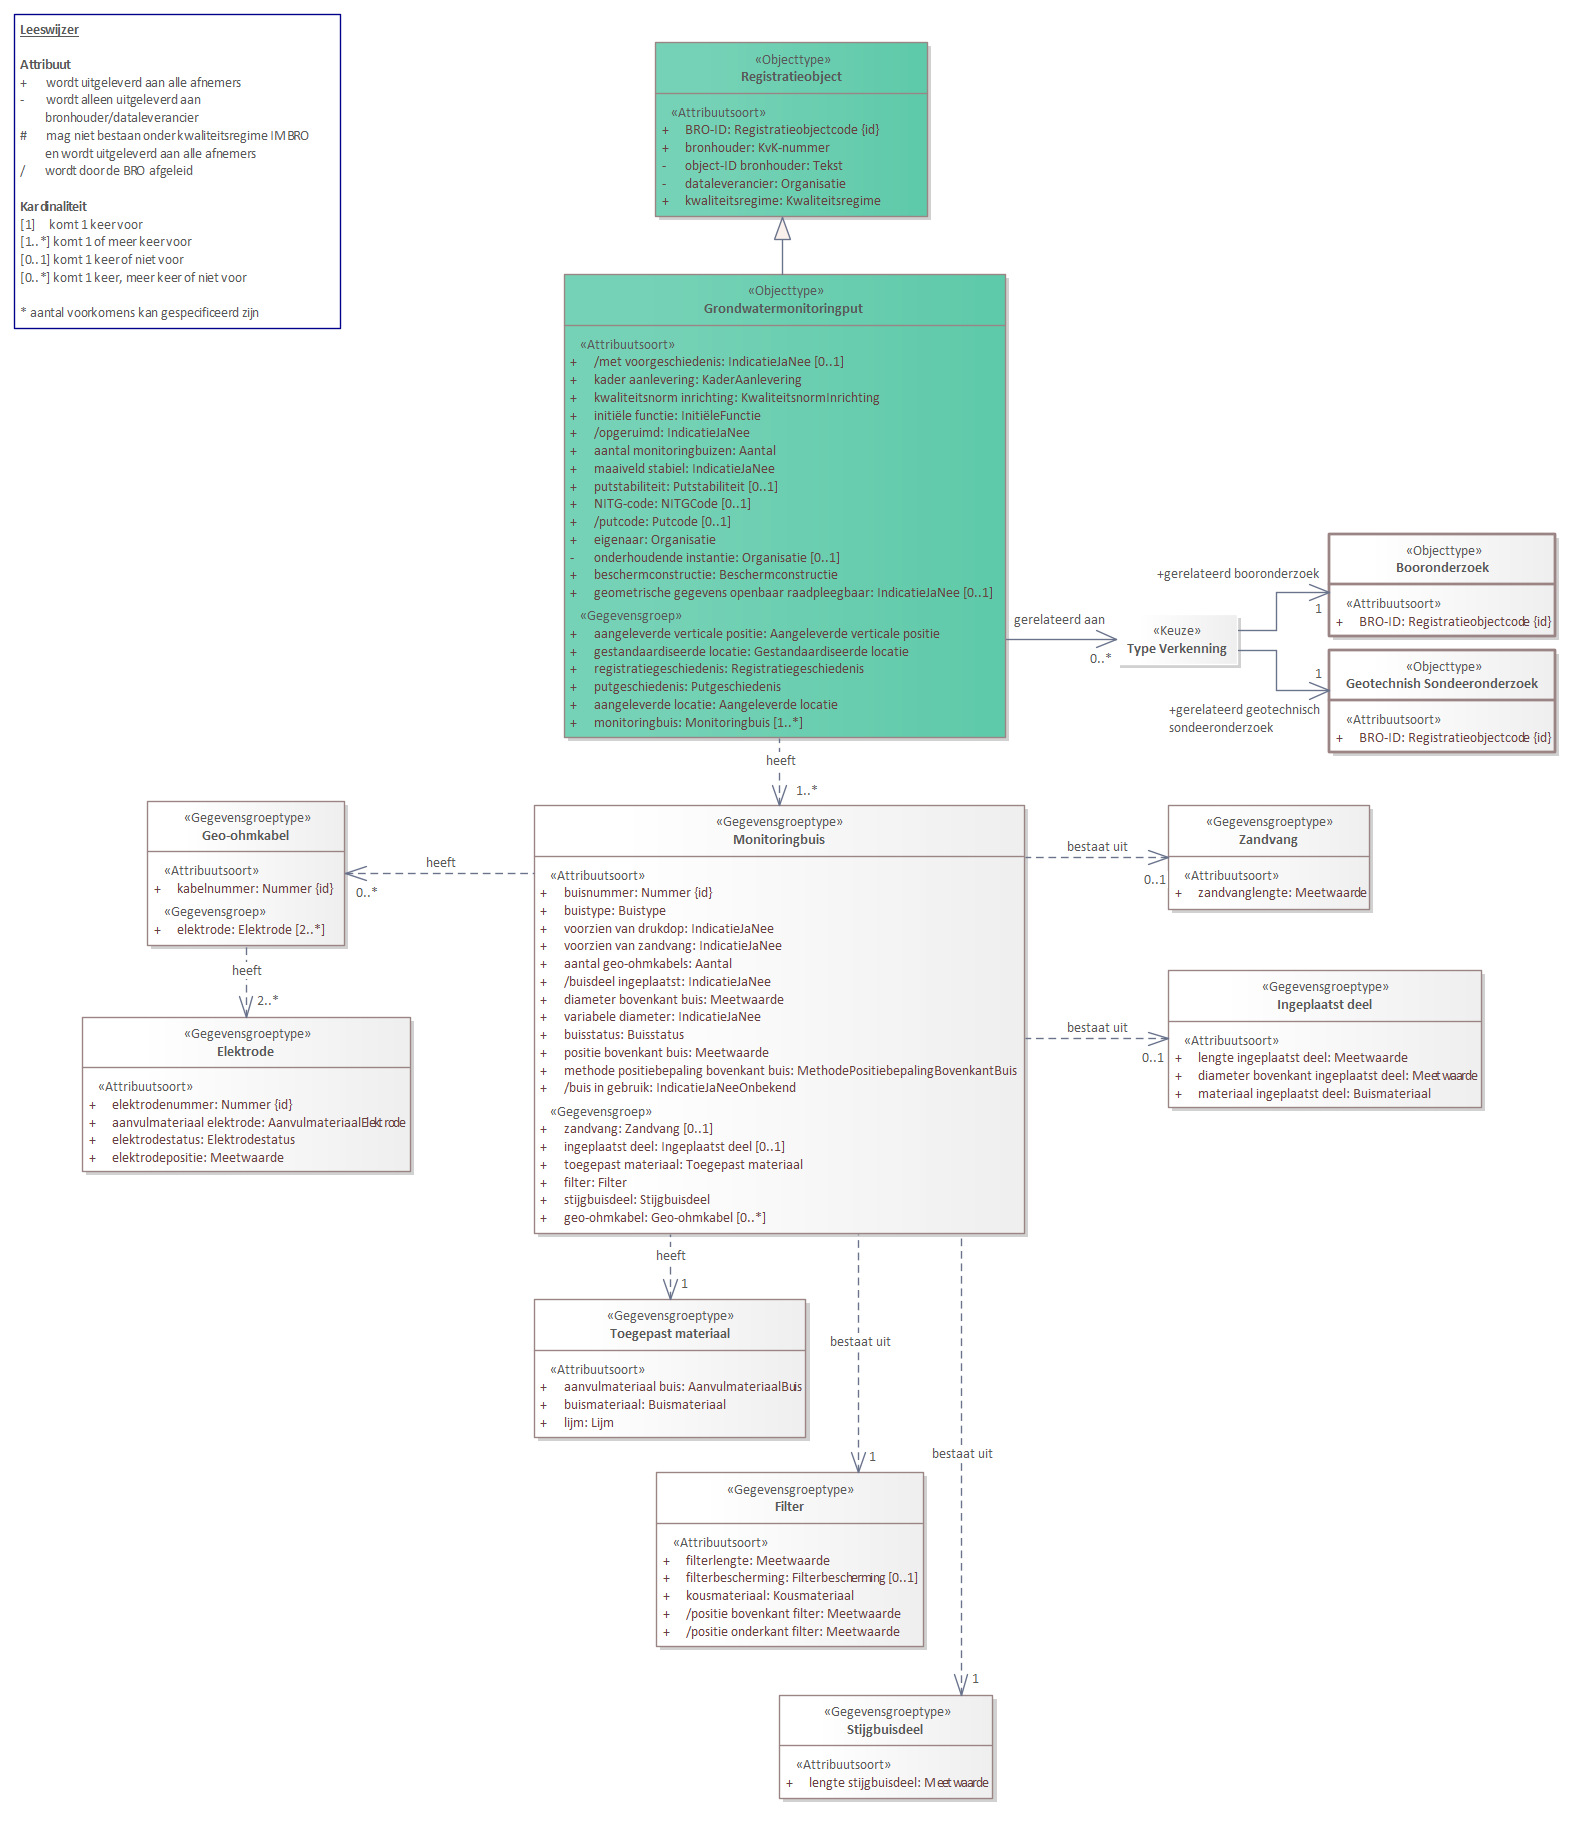 Leeswijzer
Attribuut
+ wordt uitgeleverd aan alle afnemers
- wordt alleen uitgeleverd aan
bronhouder/dataleverancier
# mag niet bestaan onder kwaliteitsregime IMBRO
en wordt uitgeleverd aan alle afnemers
/ wordt door de BRO afgeleid
Kardinaliteit
[1] komt 1 keer voor
[1..*] komt 1 of meer keer voor
[0..1] komt 1 keer of niet voor
[0..*] komt 1 keer, meer keer of niet voor
* aantal voorkomens kan gespecificeerd zijn
«Objecttype»
Registratieobject
«Attribuutsoort»
+ BRO-ID: Registratieobjectcode {id}
+ bronhouder: KvK-nummer
- object-ID bronhouder: Tekst
- dataleverancier: Organisatie
+ kwaliteitsregime: Kwaliteitsregime
«Objecttype»
Grondwatermonitoringput
«Attribuutsoort»
+ /met voorgeschiedenis: IndicatieJaNee [0..1]
+ kader aanlevering: KaderAanlevering
+ kwaliteitsnorm inrichting: KwaliteitsnormInrichting
+ initiële functie: InitiëleFunctie
+ /opgeruimd: IndicatieJaNee
+ aantal monitoringbuizen: Aantal
+ maaiveld stabiel: IndicatieJaNee
+ putstabiliteit: Putstabiliteit [0..1]
+ NITG-code: NITGCode [0..1]
+ /putcode: Putcode [0..1]
+ eigenaar: Organisatie
- onderhoudende instantie: Organisatie [0..1]
+ beschermconstructie: Beschermconstructie
+ geometrische gegevens openbaar raadpleegbaar: IndicatieJaNee [0..1]
«Gegevensgroep»
+ aangeleverde verticale positie: Aangeleverde verticale positie
+ gestandaardiseerde locatie: Gestandaardiseerde locatie
+ registratiegeschiedenis: Registratiegeschiedenis
+ putgeschiedenis: Putgeschiedenis
+ aangeleverde locatie: Aangeleverde locatie
+ monitoringbuis: Monitoringbuis [1..*]
gerelateerd aan
0..*
«Keuze»
Type Verkenning
+gerelateerd booronderzoek
1
«Objecttype»
Booronderzoek
«Attribuutsoort»
+ BRO-ID: Registratieobjectcode {id}
1
+gerelateerd geotechnisch
sondeeronderzoek
«Objecttype»
Geotechnish Sondeeronderzoek
«Attribuutsoort»
+ BRO-ID: Registratieobjectcode {id}
heeft
1..*
«Gegevensgroeptype»
Geo-ohmkabel
«Attribuutsoort»
+ kabelnummer: Nummer {id}
«Gegevensgroep»
+ elektrode: Elektrode [2..*]
heeft
0..*
heeft
2..*
«Gegevensgroeptype»
Elektrode
«Attribuutsoort»
+ elektrodenummer: Nummer {id}
+ aanvulmateriaal elektrode: AanvulmateriaalElektrode
+ elektrodestatus: Elektrodestatus
+ elektrodepositie: Meetwaarde
«Gegevensgroeptype»
Monitoringbuis
«Attribuutsoort»
+ buisnummer: Nummer {id}
+ buistype: Buistype
+ voorzien van drukdop: IndicatieJaNee
+ voorzien van zandvang: IndicatieJaNee
+ aantal geo-ohmkabels: Aantal
+ /buisdeel ingeplaatst: IndicatieJaNee
+ diameter bovenkant buis: Meetwaarde
+ variabele diameter: IndicatieJaNee
+ buisstatus: Buisstatus
+ positie bovenkant buis: Meetwaarde
+ methode positiebepaling bovenkant buis: MethodePositiebepalingBovenkantBuis
+ /buis in gebruik: IndicatieJaNeeOnbekend
«Gegevensgroep»
+ zandvang: Zandvang [0..1]
+ ingeplaatst deel: Ingeplaatst deel [0..1]
+ toegepast materiaal: Toegepast materiaal
+ filter: Filter
+ stijgbuisdeel: Stijgbuisdeel
+ geo-ohmkabel: Geo-ohmkabel [0..*]
bestaat uit
0..1
«Gegevensgroeptype»
Zandvang
«Attribuutsoort»
+ zandvanglengte: Meetwaarde
bestaat uit
0..1
«Gegevensgroeptype»
Ingeplaatst deel
«Attribuutsoort»
+ lengte ingeplaatst deel: Meetwaarde
+ diameter bovenkant ingeplaatst deel: Meetwaarde
+ materiaal ingeplaatst deel: Buismateriaal
heeft
1
«Gegevensgroeptype»
Toegepast materiaal
«Attribuutsoort»
+ aanvulmateriaal buis: AanvulmateriaalBuis
+ buismateriaal: Buismateriaal
+ lijm: Lijm
bestaat uit
1
«Gegevensgroeptype»
Filter
«Attribuutsoort»
+ filterlengte: Meetwaarde
+ filterbescherming: Filterbescherming [0..1]
+ kousmateriaal: Kousmateriaal
+ /positie bovenkant filter: Meetwaarde
+ /positie onderkant filter: Meetwaarde
bestaat uit
1
«Gegevensgroeptype»
Stijgbuisdeel
«Attribuutsoort»
+ lengte stijgbuisdeel: Meetwaarde